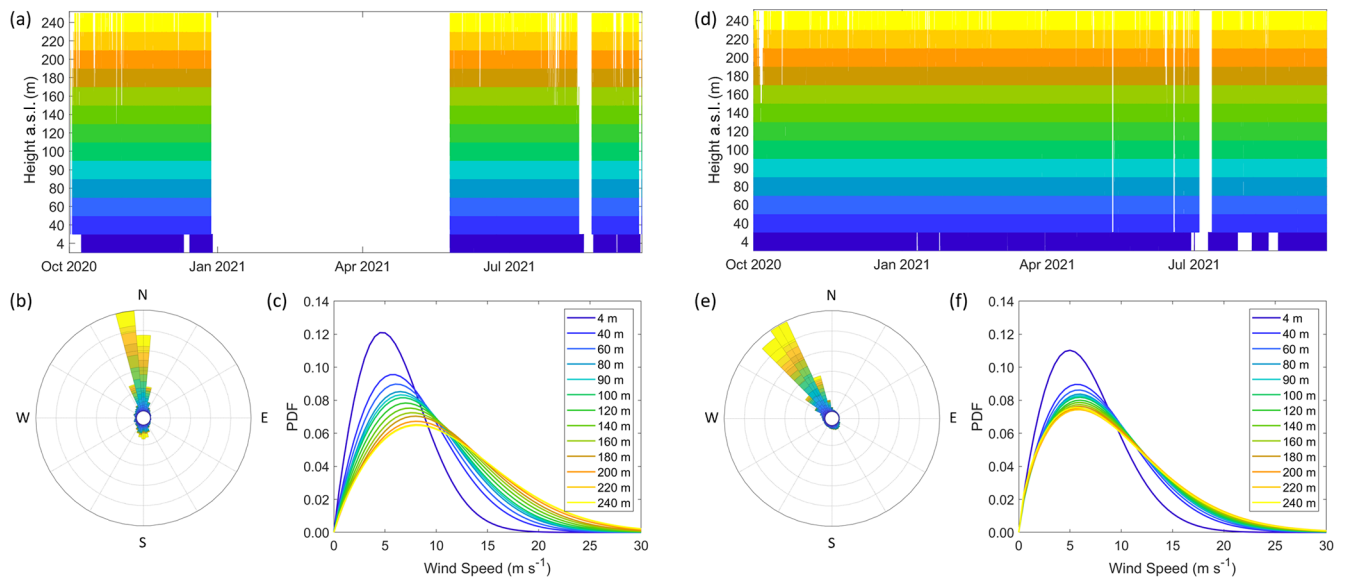 (a)
Height a.s.l. (m)
240
220
200
180
160
140
120
100
80
60
40
4
Oct 2020
Jan 2021
Apr 2021
Jul 2021
(d)
Height a.s.l. (m)
240
220
200
180
160
140
120
100
80
60
40
4
Oct 2020
Jan 2021
Apr 2021
Jul 2021
(b)
N
W
E
S
(c)
PDF
0.14
0.12
0.10
0.08
0.06
0.04
0.02
0.00
0 5 10 15 20 25 30
Wind Speed (m s⁻¹)
4 m
40 m
60 m
80 m
90 m
100 m
120 m
140 m
160 m
180 m
200 m
220 m
240 m
(e)
N
W
E
S
(f)
PDF
0.14
0.12
0.10
0.08
0.06
0.04
0.02
0.00
0 5 10 15 20 25 30
Wind Speed (m s⁻¹)
4 m
40 m
60 m
80 m
90 m
100 m
120 m
140 m
160 m
180 m
200 m
220 m
240 m